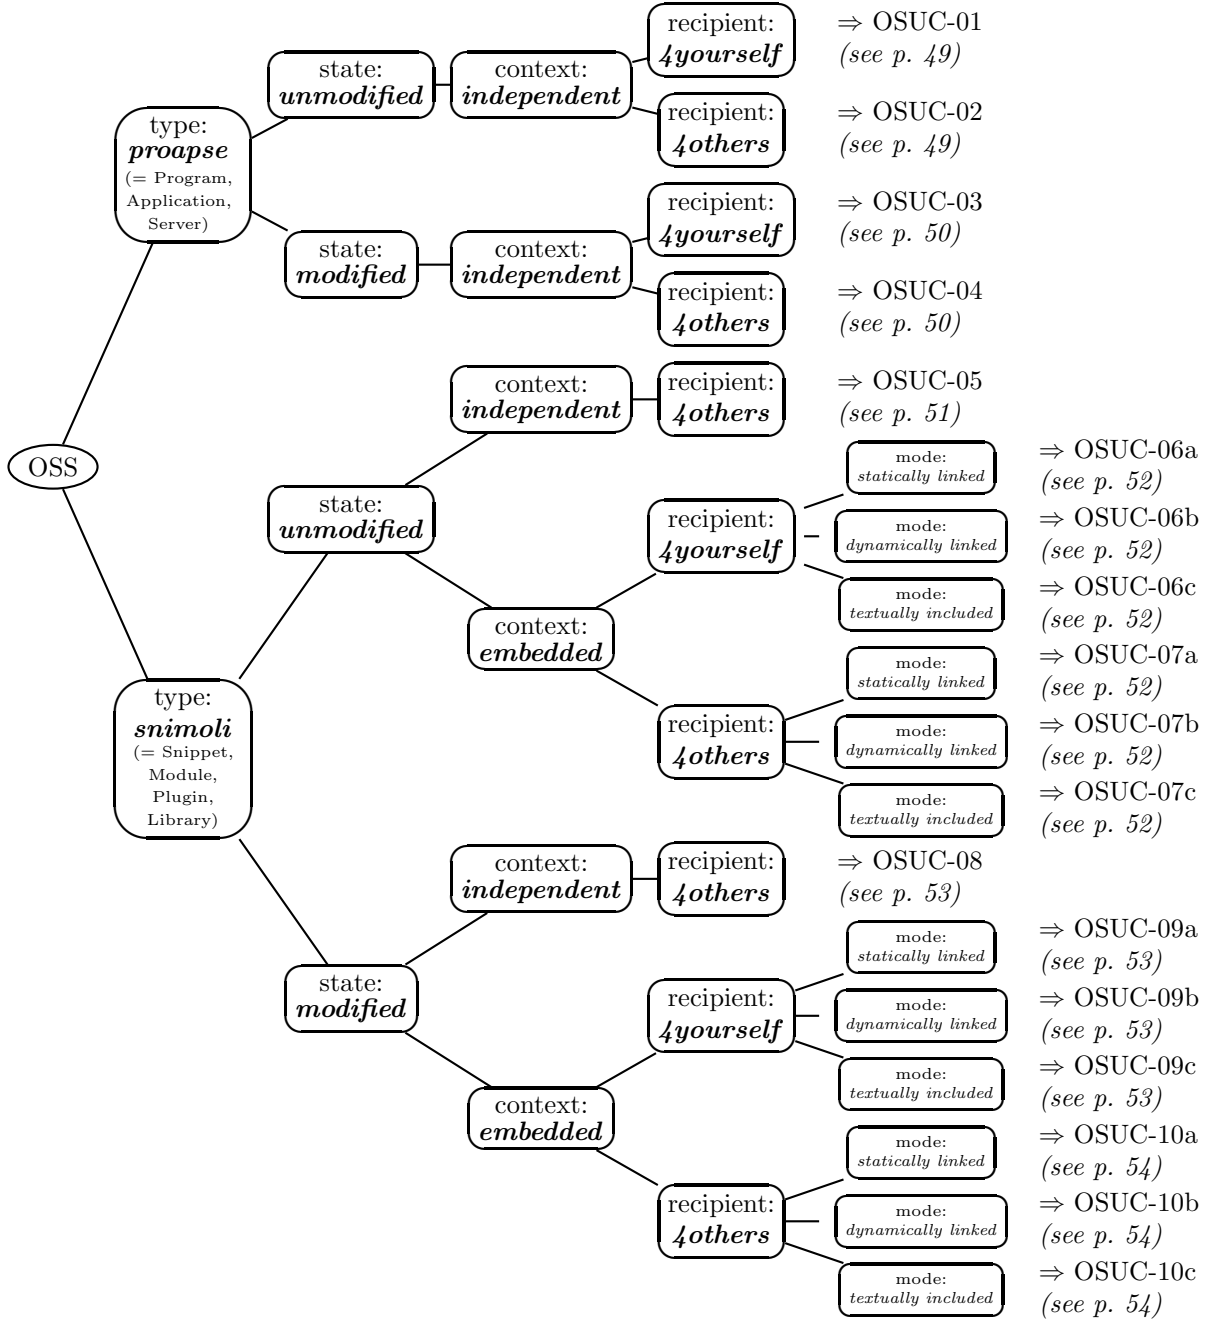 OSS
type:
proapse
(= Program,
Application,
Server)
state:
unmodified
context:
independent
recipient:
4yourself
⇒ OSUC-01
(see p. 49)
recipient:
4others
⇒ OSUC-02
(see p. 49)
state:
modified
context:
independent
recipient:
4yourself
⇒ OSUC-03
(see p. 50)
recipient:
4others
⇒ OSUC-04
(see p. 50)
type:
snimoli
(= Snippet,
Module,
Plugin,
Library)
state:
unmodified
context:
independent
recipient:
4others
⇒ OSUC-05
(see p. 51)
context:
embedded
recipient:
4yourself
mode:
statically linked
⇒ OSUC-06a
(see p. 52)
mode:
dynamically linked
⇒ OSUC-06b
(see p. 52)
mode:
textually included
⇒ OSUC-06c
(see p. 52)
recipient:
4others
mode:
statically linked
⇒ OSUC-07a
(see p. 52)
mode:
dynamically linked
⇒ OSUC-07b
(see p. 52)
mode:
textually included
⇒ OSUC-07c
(see p. 52)
state:
modified
context:
independent
recipient:
4others
⇒ OSUC-08
(see p. 53)
context:
embedded
recipient:
4yourself
mode:
statically linked
⇒ OSUC-09a
(see p. 53)
mode:
dynamically linked
⇒ OSUC-09b
(see p. 53)
mode:
textually included
⇒ OSUC-09c
(see p. 53)
recipient:
4others
mode:
statically linked
⇒ OSUC-10a
(see p. 54)
mode:
dynamically linked
⇒ OSUC-10b
(see p. 54)
mode:
textually included
⇒ OSUC-10c
(see p. 54)